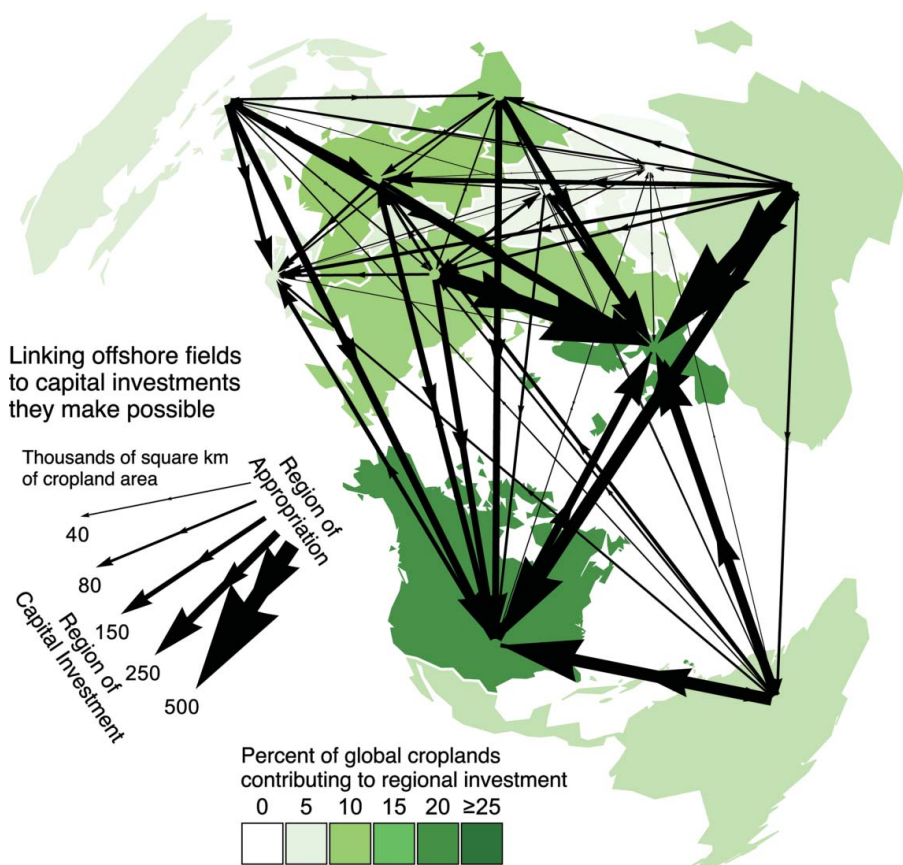 Linking offshore fields
to capital investments
they make possible
Thousands of square km
of cropland area
Region of
Appropriation
40
80
150
250
500
Region of
Capital Investment
Percent of global croplands
contributing to regional investment
0 5 10 15 20 ≥25